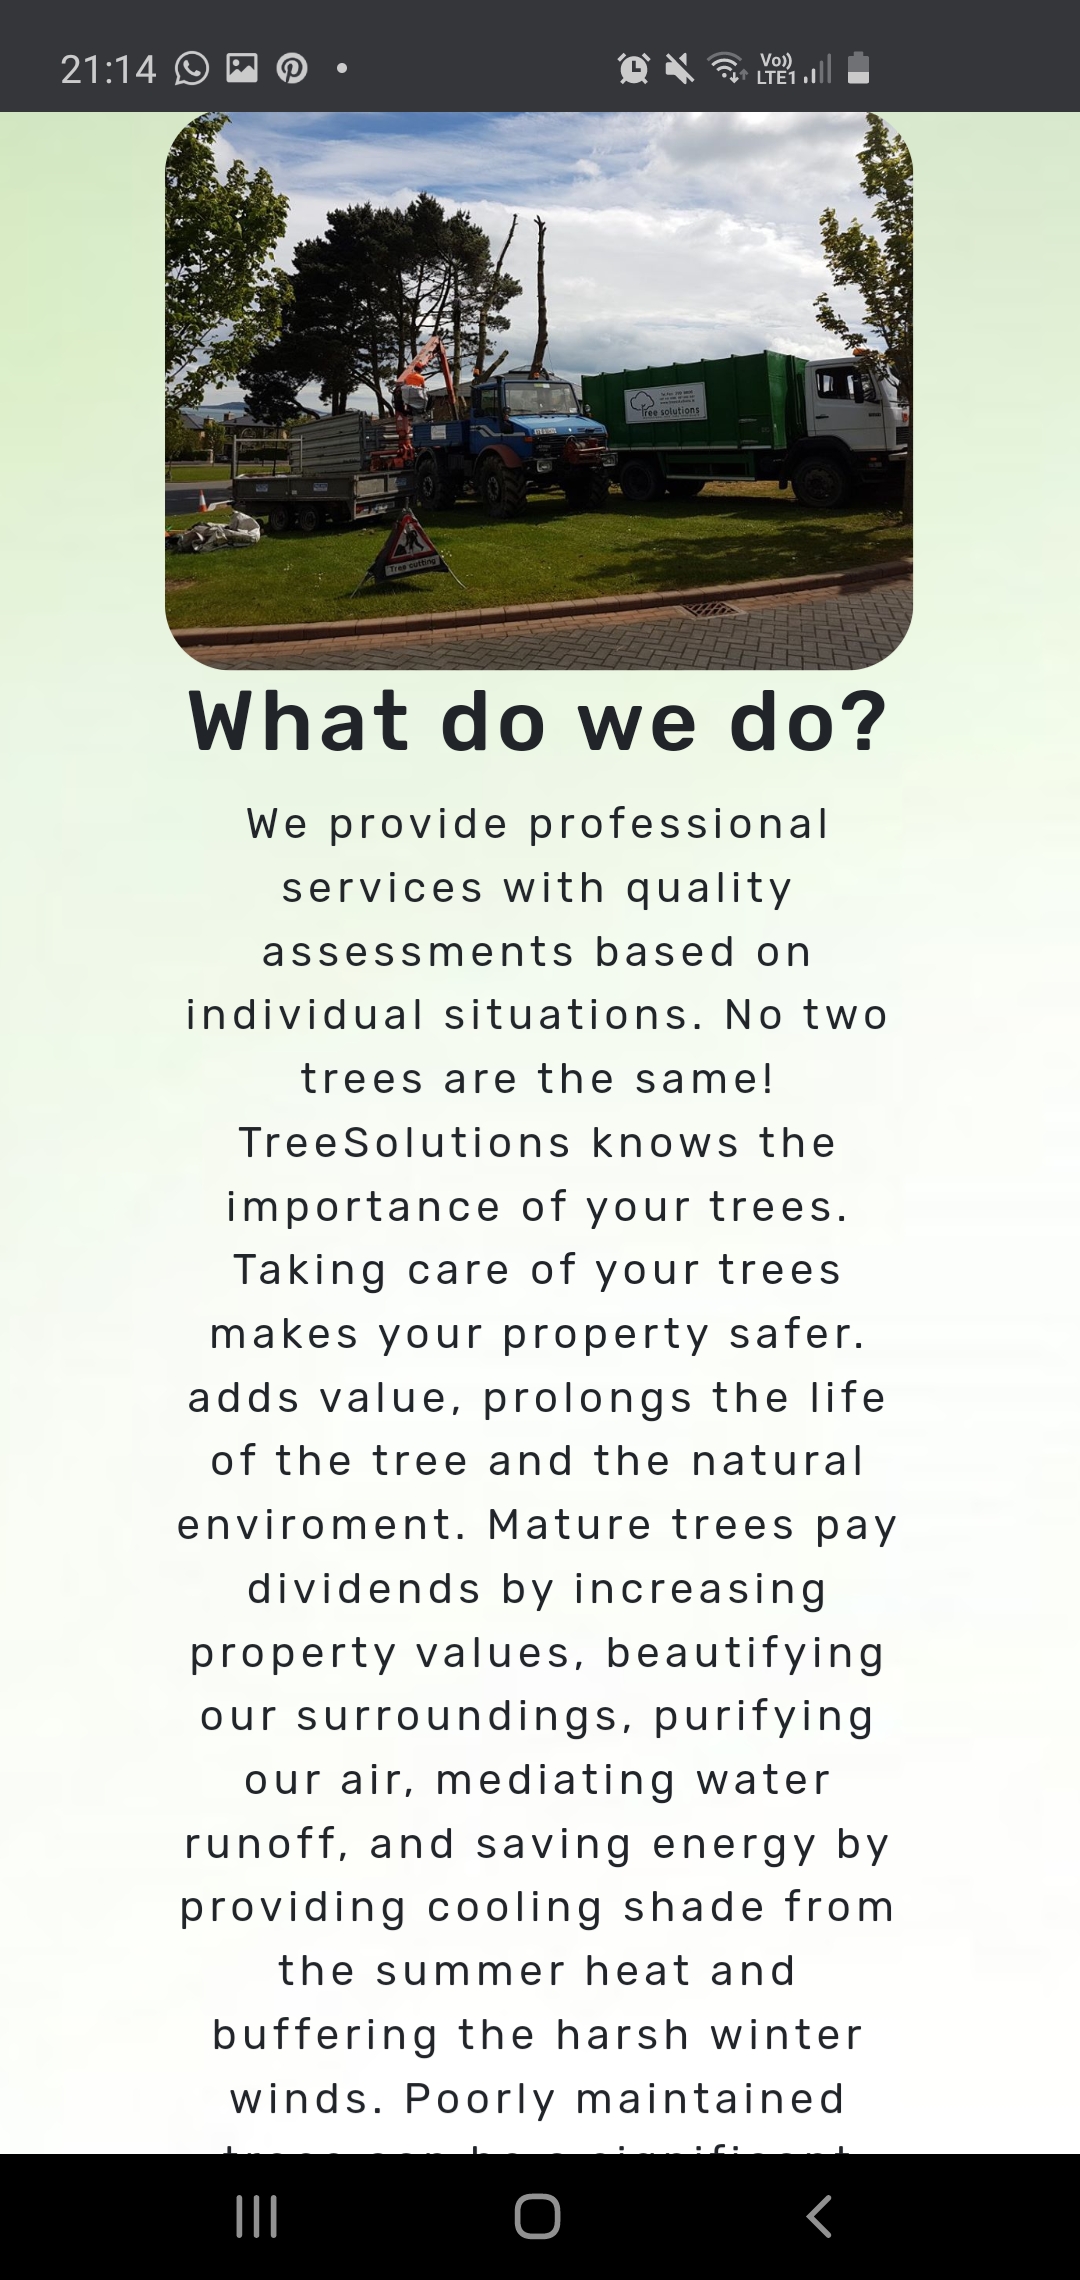 21:14
Vo))
LTE1
Tree solutions
Tree cutting
What do we do?
We provide professional
services with quality
assessments based on
individual situations. No two
trees are the same!
TreeSolutions knows the
importance of your trees.
Taking care of your trees
makes your property safer.
adds value, prolongs the life
of the tree and the natural
enviroment. Mature trees pay
dividends by increasing
property values, beautifying
our surroundings, purifying
our air, mediating water
runoff, and saving energy by
providing cooling shade from
the summer heat and
buffering the harsh winter
winds. Poorly maintained
trees can be a significant